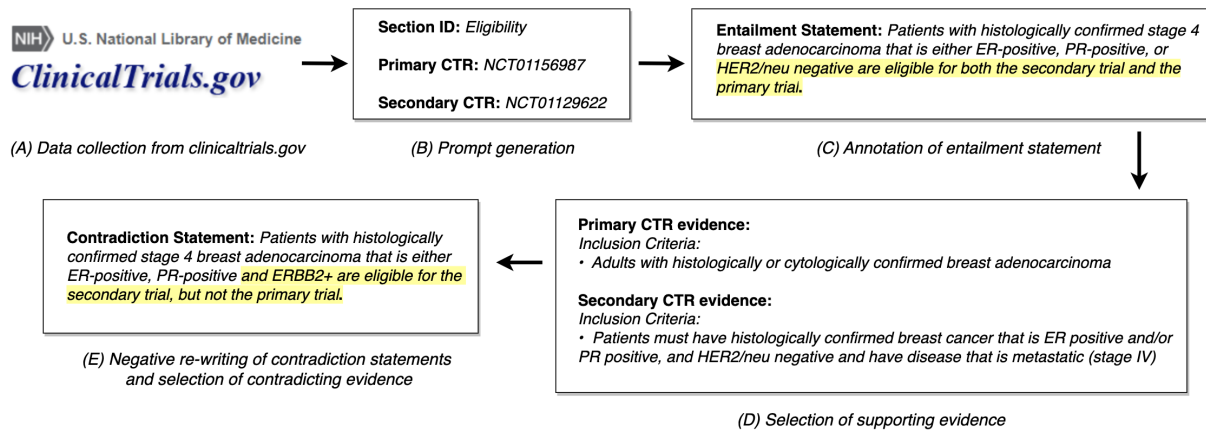 NIH U.S. National Library of Medicine
ClinicalTrials.gov
(A) Data collection from clinicaltrials.gov
Section ID: Eligibility
Primary CTR: NCT01156987
Secondary CTR: NCT01129622
(B) Prompt generation
Entailment Statement: Patients with histologically confirmed stage 4
breast adenocarcinoma that is either ER-positive, PR-positive, or
HER2/neu negative are eligible for both the secondary trial and the
primary trial.
(C) Annotation of entailment statement
Primary CTR evidence:
Inclusion Criteria:
• Adults with histologically or cytologically confirmed breast adenocarcinoma
Secondary CTR evidence:
Inclusion Criteria:
• Patients must have histologically confirmed breast cancer that is ER positive and/or
PR positive, and HER2/neu negative and have disease that is metastatic (stage IV)
(D) Selection of supporting evidence
Contradiction Statement: Patients with histologically
confirmed stage 4 breast adenocarcinoma that is either
ER-positive, PR-positive and ERBB2+ are eligible for the
secondary trial, but not the primary trial.
(E) Negative re-writing of contradiction statements
and selection of contradicting evidence